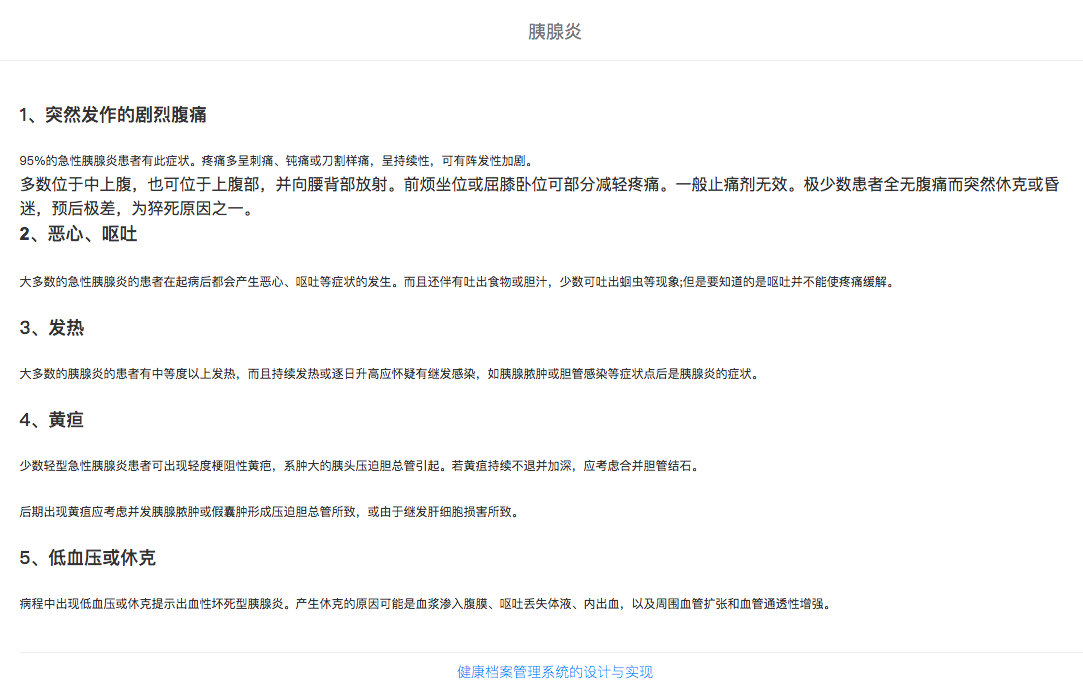 胰腺炎
1、突然发作的剧烈腹痛
95%的急性胰腺炎患者有此症状。疼痛多呈刺痛、钝痛或刀割样痛，呈持续性，可有阵发性加剧。
多数位于中上腹，也可位于上腹部，并向腰背部放射。前烦坐位或屈膝卧位可部分减轻疼痛。一般止痛剂无效。极少数患者全无腹痛而突然休克或昏
迷，预后极差，为猝死原因之一。
2、恶心、呕吐
大多数的急性胰腺炎的患者在起病后都会产生恶心、呕吐等症状的发生。而且还伴有吐出食物或胆汁，少数可吐出蛔虫等现象;但是要知道的是呕吐并不能使疼痛缓解。
3、发热
大多数的胰腺炎的患者有中等度以上发热，而且持续发热或逐日升高应怀疑有继发感染，如胰腺脓肿或胆管感染等症状点后是胰腺炎的症状。
4、黄疸
少数轻型急性胰腺炎患者可出现轻度梗阻性黄疤，系肿大的胰头压迫胆总管引起。若黄疽持续不退并加深，应考虑合并胆管结石。
后期出现黄疽应考虑并发胰腺脓肿或假囊肿形成压迫胆总管所致，或由于继发肝细胞损害所致。
5、低血压或休克
病程中出现低血压或休克提示出血性坏死型胰腺炎。产生休克的原因可能是血浆渗入腹膜、呕吐丢失体液、内出血，以及周围血管扩张和血管通透性增强。
健康档案管理系统的设计与实现